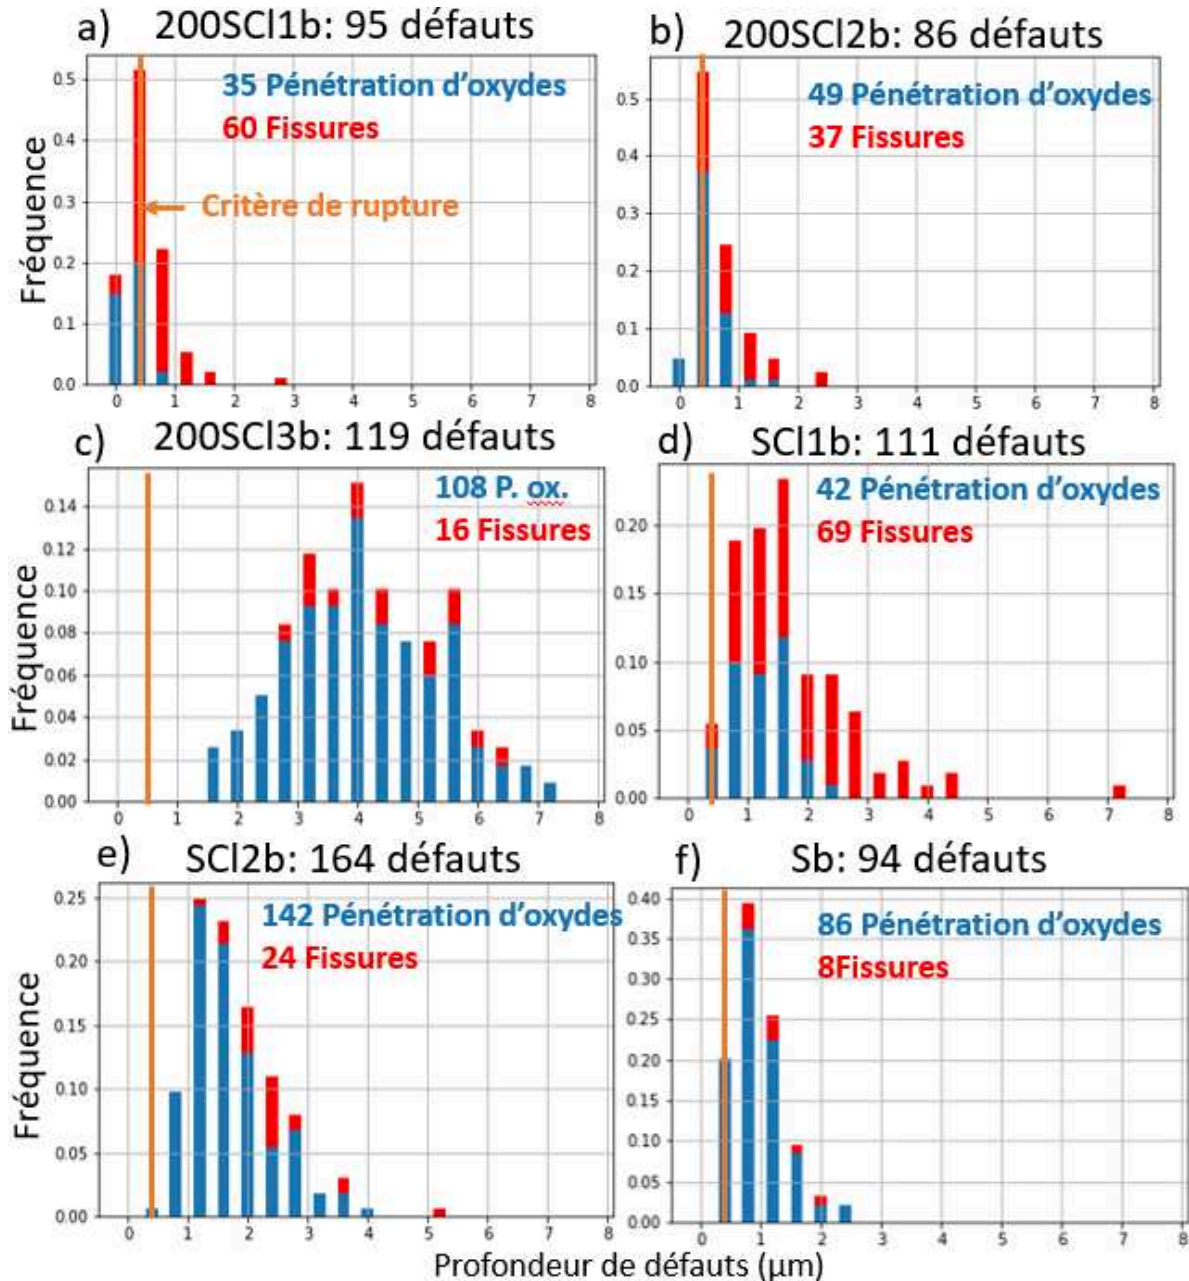 a) 200SCl1b: 95 défauts
35 Pénétration d'oxydes
60 Fissures
Critère de rupture
Fréquence
0.5
0.4
0.3
0.2
0.1
0.0
0 1 2 3 4 5 6 7 8
b) 200SCl2b: 86 défauts
49 Pénétration d'oxydes
37 Fissures
0.5
0.4
0.3
0.2
0.1
0.0
0 1 2 3 4 5 6 7 8
c) 200SCl3b: 119 défauts
108 P. ox.
16 Fissures
Fréquence
0.14
0.12
0.10
0.08
0.06
0.04
0.02
0.00
0 1 2 3 4 5 6 7 8
d) SCl1b: 111 défauts
42 Pénétration d'oxydes
69 Fissures
0.20
0.15
0.10
0.05
0.00
0 1 2 3 4 5 6 7 8
e) SCl2b: 164 défauts
142 Pénétration d'oxydes
24 Fissures
Fréquence
0.25
0.20
0.15
0.10
0.05
0.00
0 1 2 3 4 5 6 7 8
f) Sb: 94 défauts
86 Pénétration d'oxydes
8Fissures
0.40
0.35
0.30
0.25
0.20
0.15
0.10
0.05
0.00
0 1 2 3 4 5 6 7 8
Profondeur de défauts (μm)